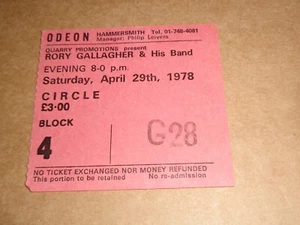 ODEON HAMMERSMITH Tel. 01-748-4081
Manager: Philip Leivers
QUARRY PROMOTIONS present
RORY GALLAGHER & His Band
EVENING 8-0 p.m.
Saturday, April 29th, 1978
CIRCLE
£3·00
BLOCK
4 G28
NO TICKET EXCHANGED NOR MONEY REFUNDED
This portion to be retained No re-admission